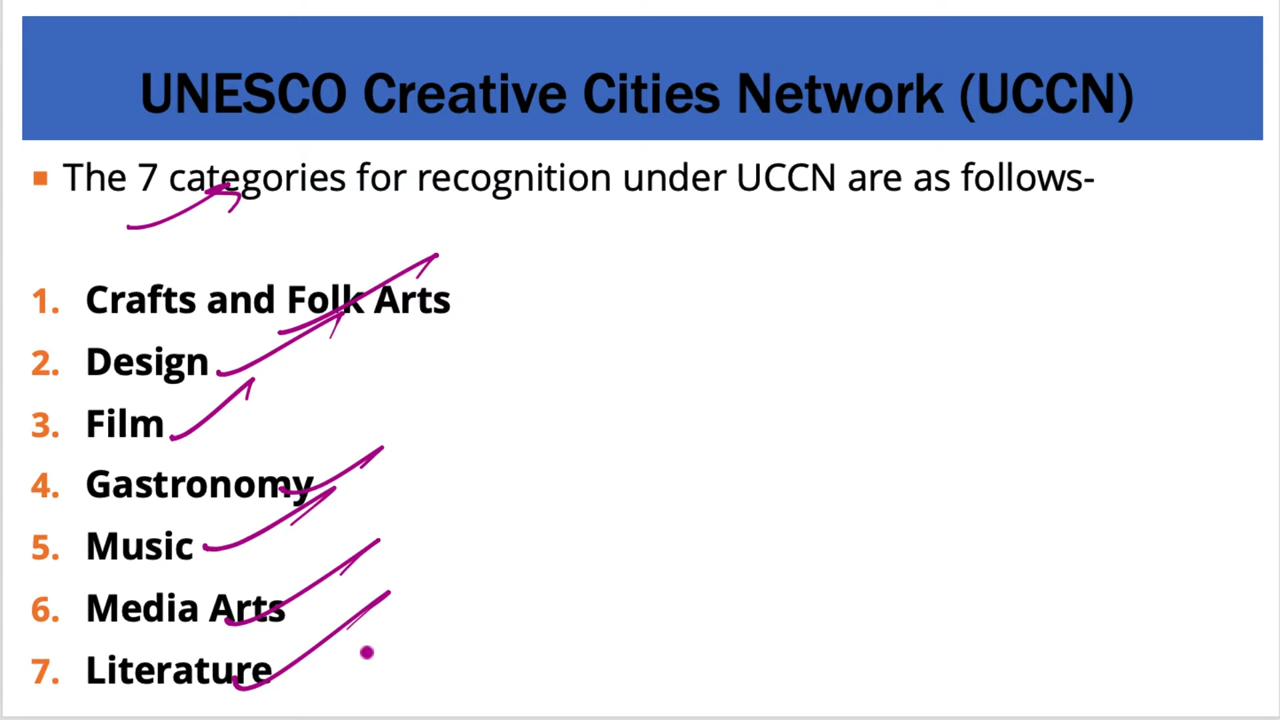 UNESCO Creative Cities Network (UCCN)
The 7 categories for recognition under UCCN are as follows-
1. Crafts and Folk Arts
2. Design
3. Film
4. Gastronomy
5. Music
6. Media Arts
7. Literature